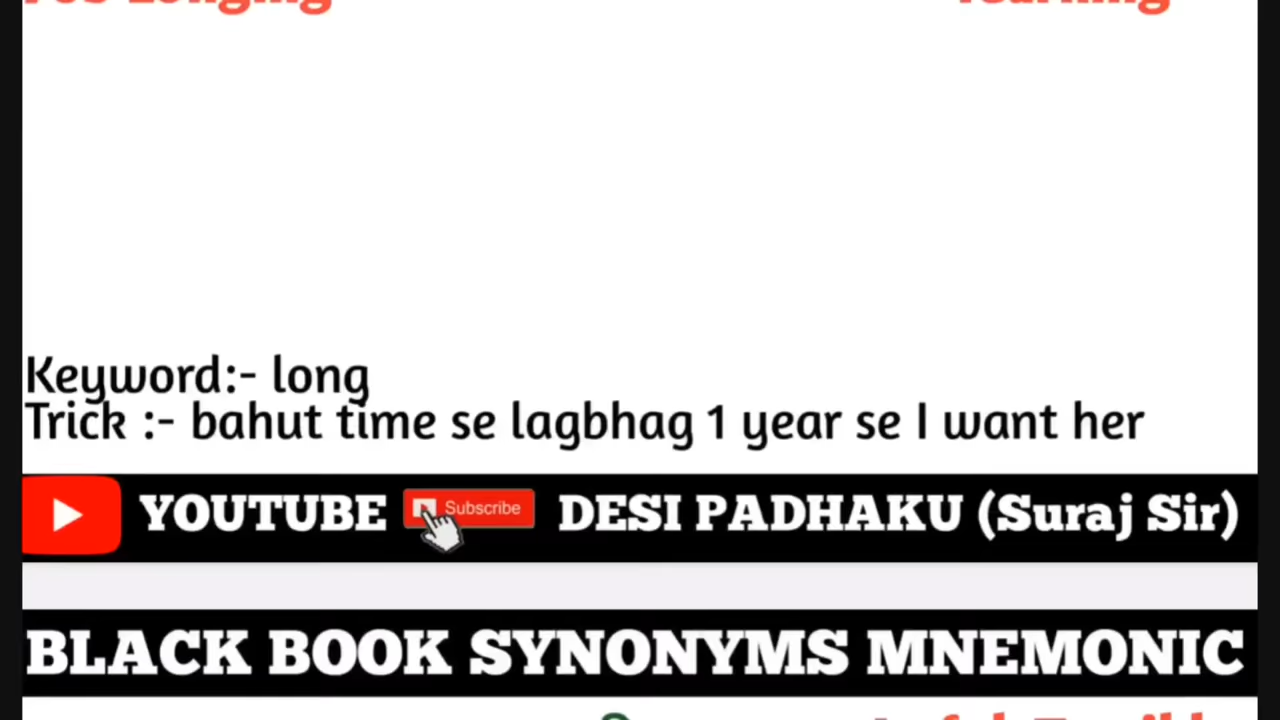 Longing
Keyword:- long
Trick :- bahut time se lagbhag 1 year se I want her
YOUTUBE Subscribe DESI PADHAKU (Suraj Sir)
BLACK BOOK SYNONYMS MNEMONIC